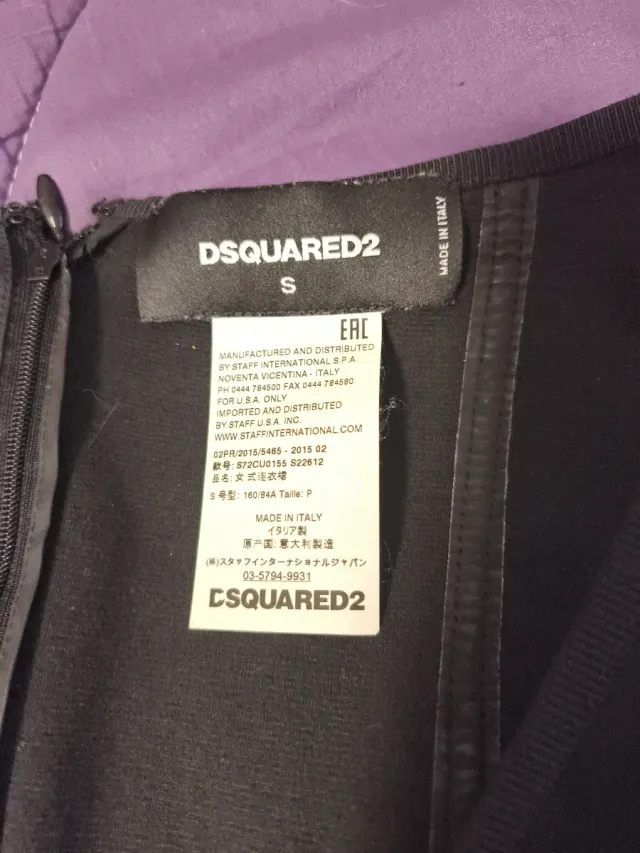 DSQUARED2
S
MADE IN ITALY
EAC
MANUFACTURED AND DISTRIBUTED
BY STAFF INTERNATIONAL S.P.A.
NOVENTA VICENTINA - ITALY
PH 0444 784500 FAX 0444 784580
FOR U.S.A. ONLY
IMPORTED AND DISTRIBUTED
BY STAFF U.S.A. INC.
WWW.STAFFINTERNATIONAL.COM
02PR/2015/5465 - 2015 02
款号: S72CU0155 S22612
品名: 女式连衣裙
S 号型: 160/84A Taille: P
MADE IN ITALY
イタリア製
原产国: 意大利製造
(株)スタッフインターナショナルジャパン
03-5794-9931
DSQUARED2